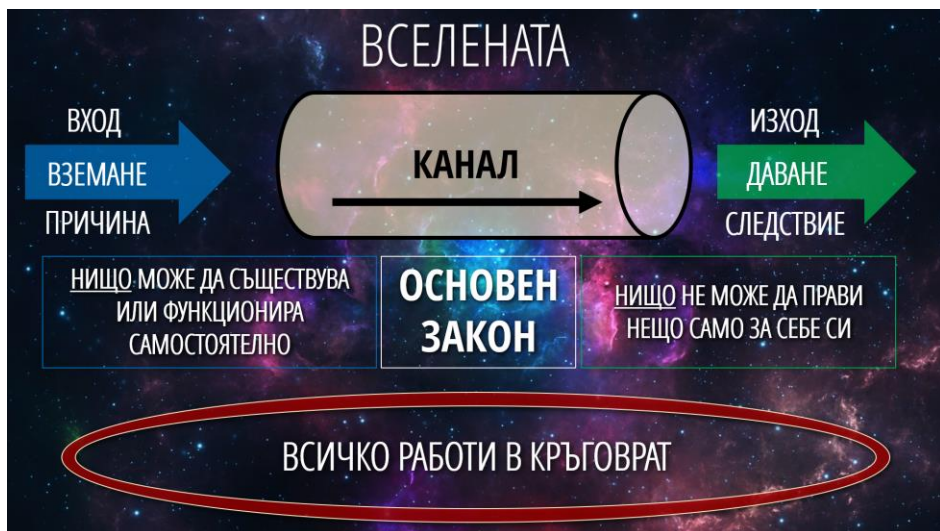 ВСЕЛЕНАТА
ВХОД
ВЗЕМАНЕ
ПРИЧИНА
КАНАЛ
ИЗХОД
ДАВАНЕ
СЛЕДСТВИЕ
НИЩО МОЖЕ ДА СЪЩЕСТВУВА
ИЛИ ФУНКЦИОНИРА
САМОСТОЯТЕЛНО
ОСНОВЕН
ЗАКОН
НИЩО НЕ МОЖЕ ДА ПРАВИ
НЕЩО САМО ЗА СЕБЕ СИ
ВСИЧКО РАБОТИ В КРЪГОВРАТ